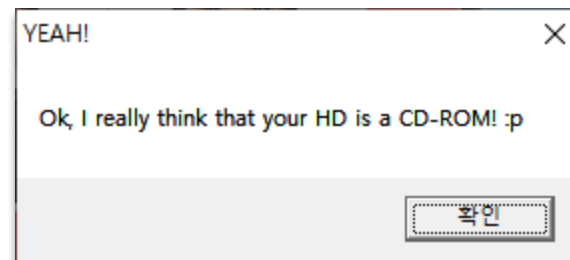 YEAH!
Ok, I really think that your HD is a CD-ROM! :p
확인